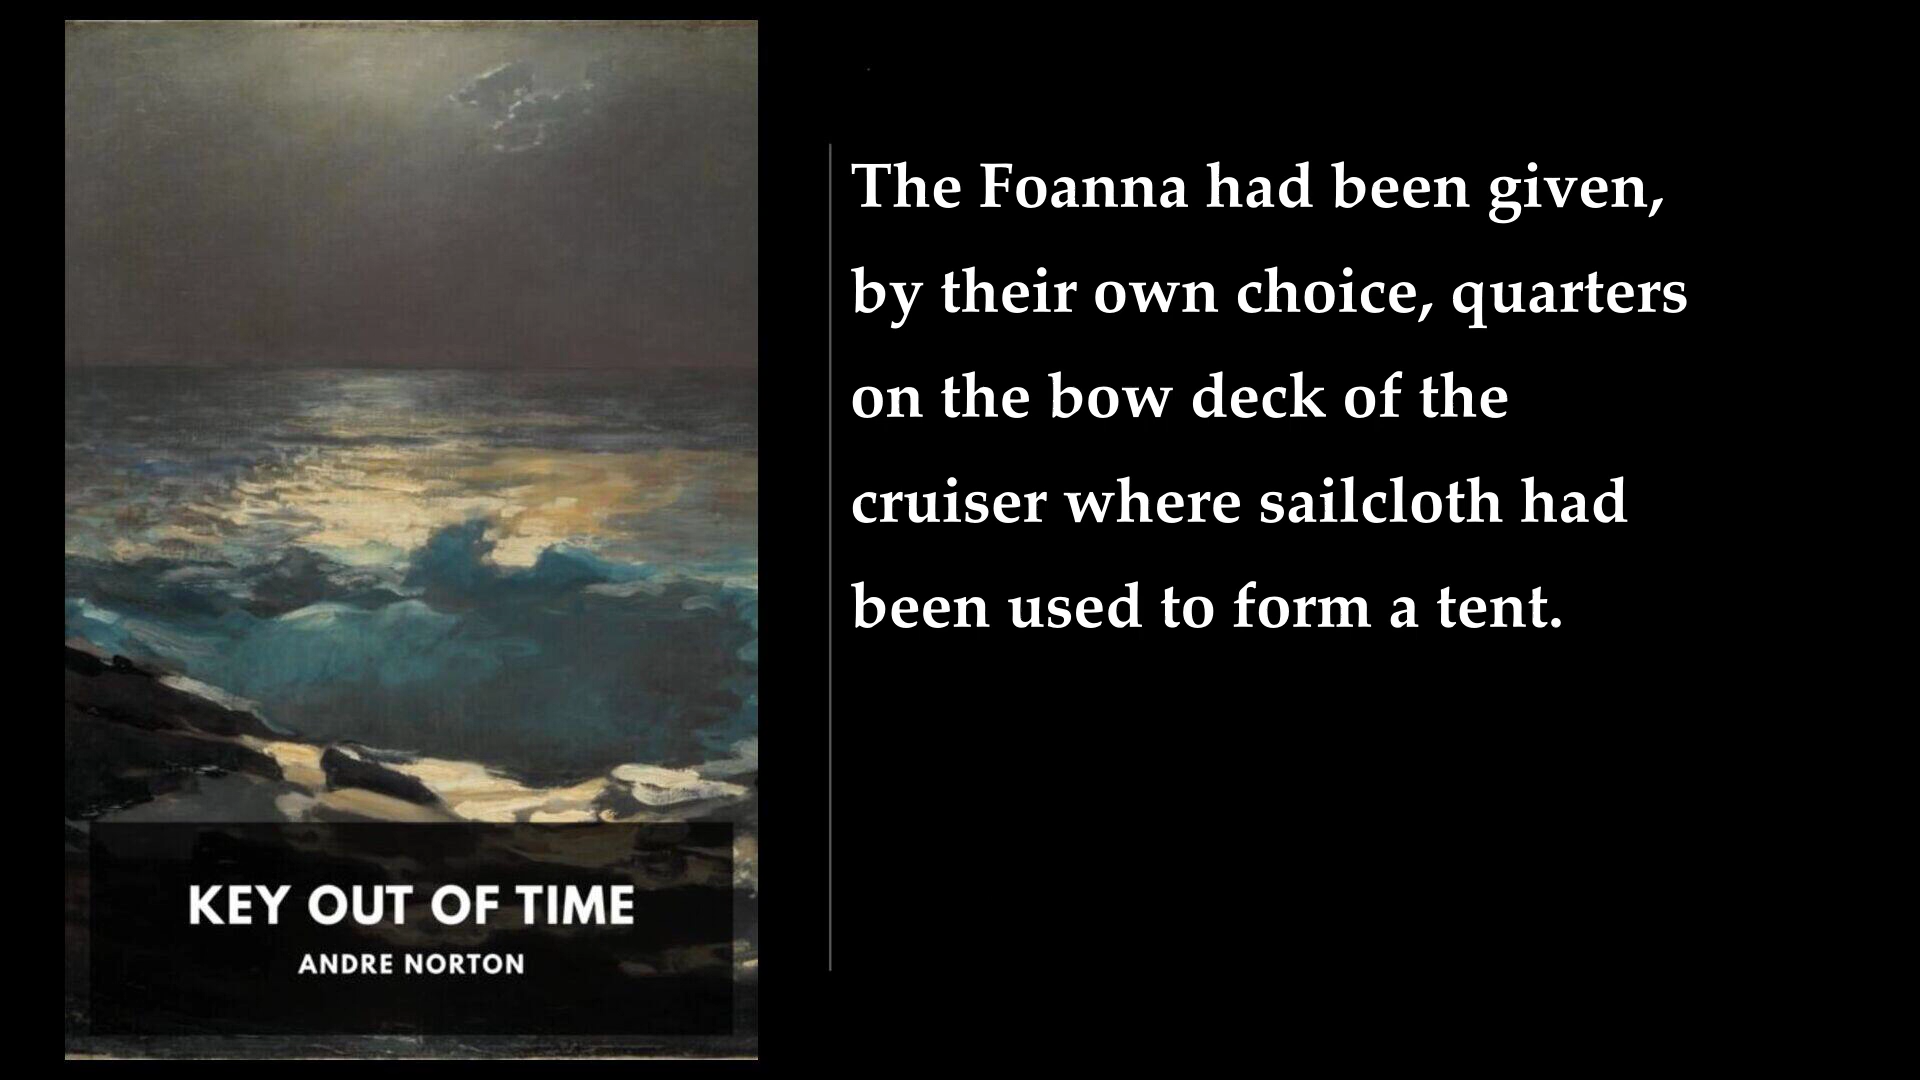 KEY OUT OF TIME
ANDRE NORTON
The Foanna had been given,
by their own choice, quarters
on the bow deck of the
cruiser where sailcloth had
been used to form a tent.